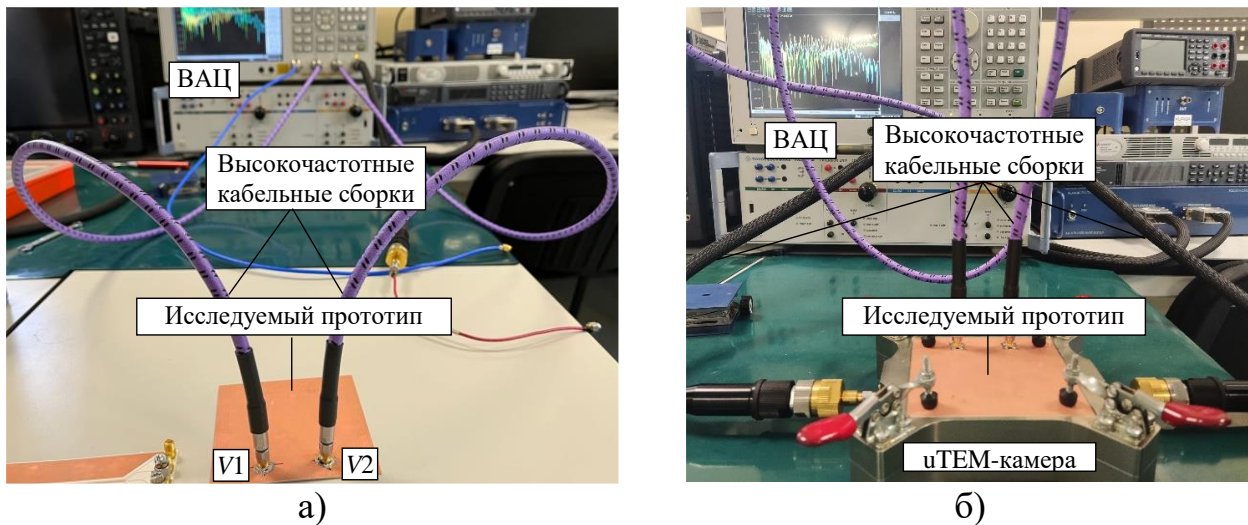 ВАЦ
Высокочастотные
кабельные сборки
Исследуемый прототип
V1
V2
а)
ВАЦ
Высокочастотные
кабельные сборки
Исследуемый прототип
uTEM-камера
б)